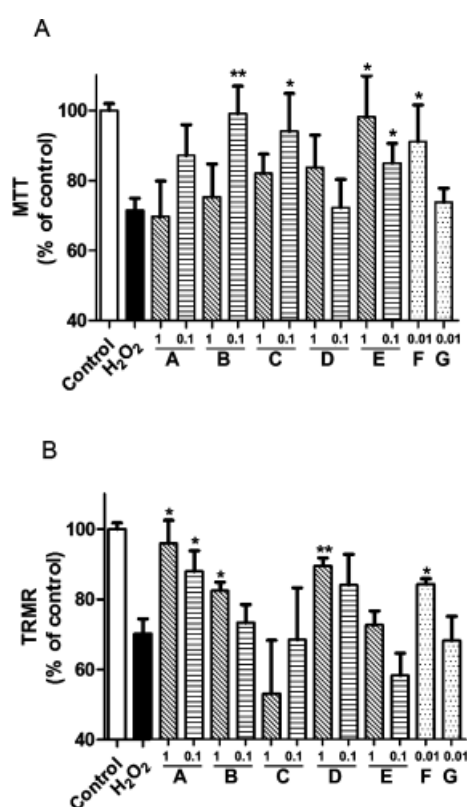 A
MTT
(% of control)
100
80
60
40
** * * * *
Control H₂O₂ 1 0.1 1 0.1 1 0.1 1 0.1 1 0.1 0.01 0.01
A B C D E F G
B
TRMR
(% of control)
100
80
60
40
* * * ** *
Control H₂O₂ 1 0.1 1 0.1 1 0.1 1 0.1 1 0.1 0.01 0.01
A B C D E F G